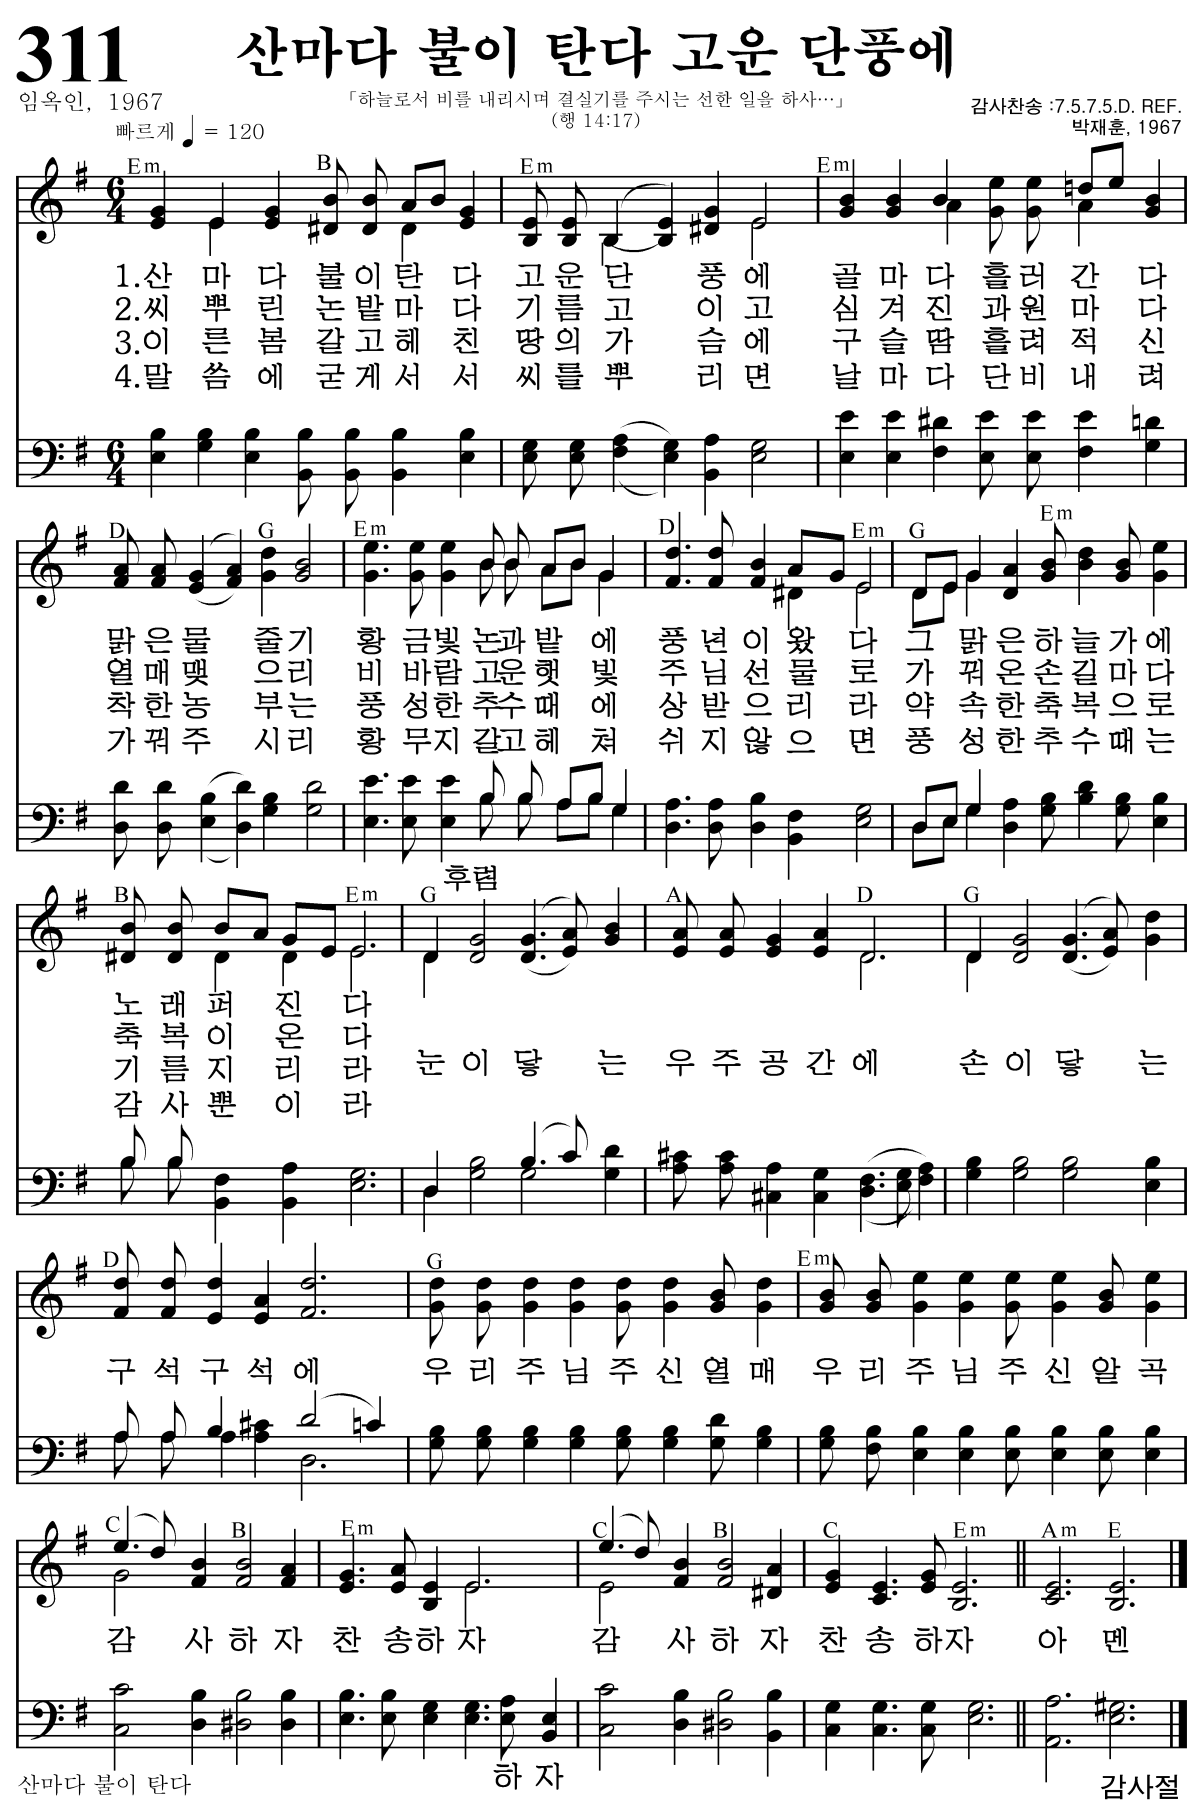 311 산마다 불이 탄다 고운 단풍에
임옥인, 1967
「하늘로서 비를 내리시며 결실기를 주시는 선한 일을 하사…」
(행 14:17)
감사찬송 :7.5.7.5.D. REF.
박재훈, 1967
빠르게 ♩ = 120
Em B Em Em
6 4
1.산 마 다 불 이 탄 다 고 운 단 풍 에 골 마 다 흘 러 간 다
2.씨 뿌 린 논 밭 마 다 기 름 고 이 고 심 겨 진 과 원 마 다
3.이 른 봄 갈 고 헤 친 땅 의 가 슴 에 구 슬 땀 흘 려 적 신
4.말 씀 에 굳 게 서 서 씨 를 뿌 리 면 날 마 다 단 비 내 려
6 4
D G Em D Em G Em
맑 은 물 줄 기 황 금 빛 논 과 밭 에 풍 년 이 왔 다 그 맑 은 하 늘 가 에
열 매 맺 으 리 비 바 람 고 운 햇 빛 주 님 선 물 로 가 꿔 온 손 길 마 다
착 한 농 부 는 풍 성 한 추 수 때 에 상 받 으 리 라 약 속 한 축 복 으 로
가 꿔 주 시 리 황 무 지 갈 고 헤 쳐 쉬 지 않 으 면 풍 성 한 추 수 때 는
후렴
B Em G A D G
노 래 퍼 진 다
축 복 이 온 다
기 름 지 리 라
감 사 뿐 이 라
눈 이 닿 는 우 주 공 간 에 손 이 닿 는
D G Em
구 석 구 석 에 우 리 주 님 주 신 열 매 우 리 주 님 주 신 알 곡
C B Em C B C Em Am E
감 사 하 자 찬 송 하 자 감 사 하 자 찬 송 하 자 아 멘
하 자
산마다 불이 탄다
감사절